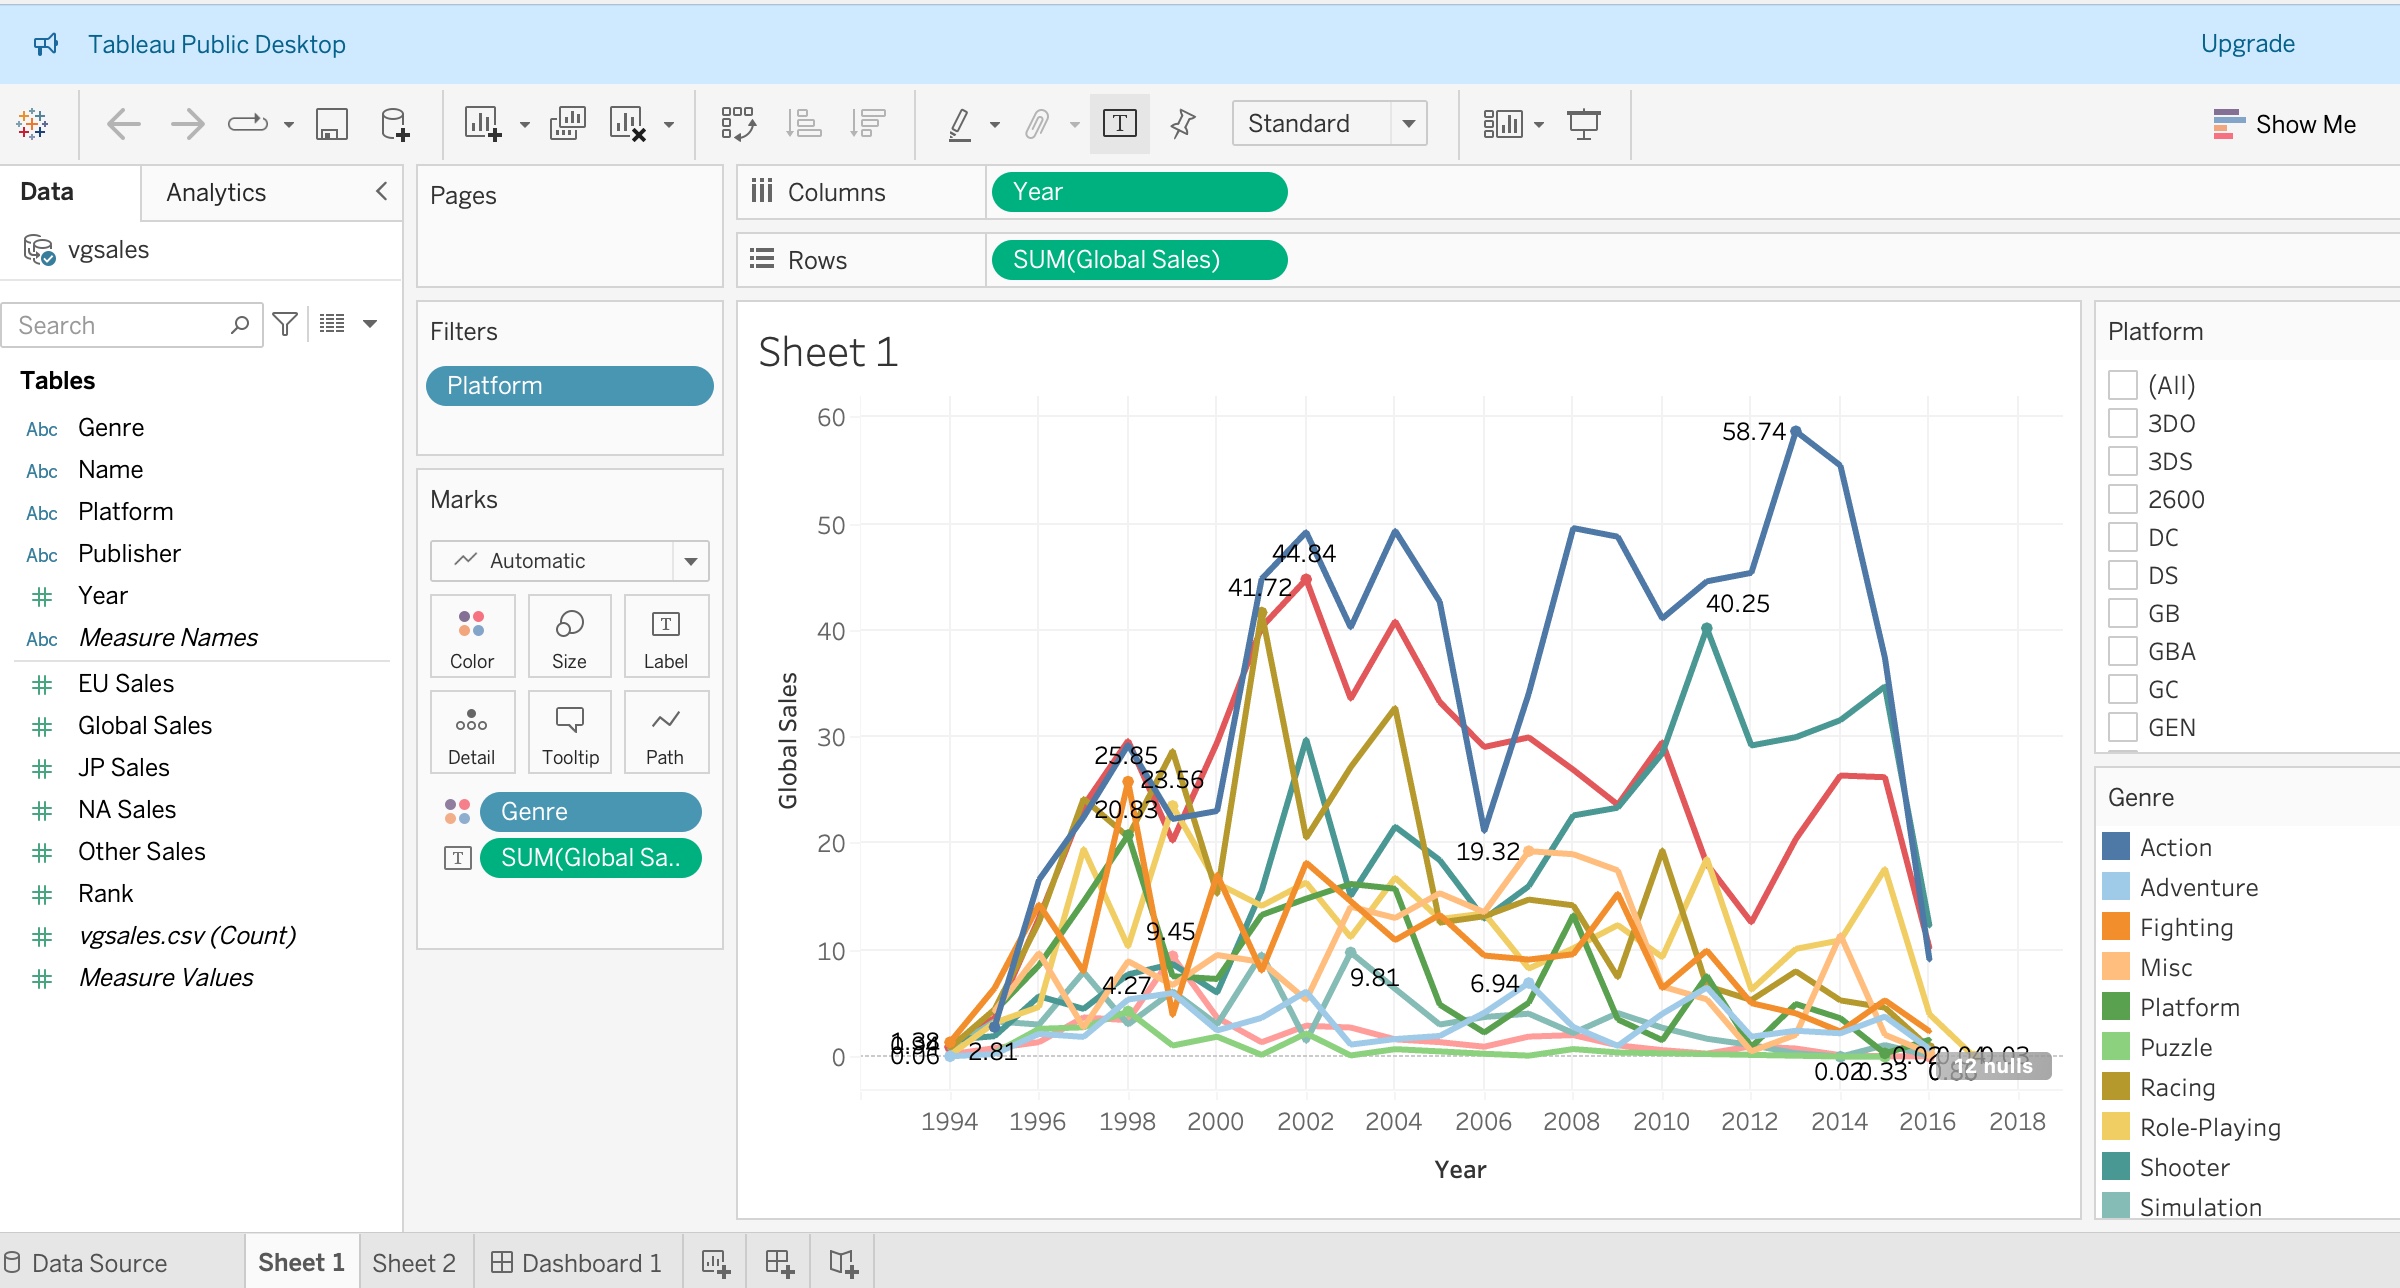 Tableau Public Desktop
Upgrade
Standard
Show Me
Data
Analytics
vgsales
Search
Tables
Abc Genre
Abc Name
Abc Platform
Abc Publisher
Year
Abc Measure Names
EU Sales
Global Sales
JP Sales
NA Sales
Other Sales
Rank
vgsales.csv (Count)
Measure Values
Pages
Filters
Platform
Marks
Automatic
Color
Size
T
Label
Detail
Tooltip
Path
Genre
T SUM(Global Sa..
Columns
Year
Rows
SUM(Global Sales)
Sheet 1
60
50
40
30
20
10
0
Global Sales
58.74
44.84
41.72
40.25
25.85
23.56
20.83
19.32
9.45
4.27
9.81
6.94
0.06
2.81
0.02
0.33
0.02
0.03
12 nulls
1994
1996
1998
2000
2002
2004
2006
2008
2010
2012
2014
2016
2018
Year
Platform
(All)
3DO
3DS
2600
DC
DS
GB
GBA
GC
GEN
Genre
Action
Adventure
Fighting
Misc
Platform
Puzzle
Racing
Role-Playing
Shooter
Simulation
Data Source
Sheet 1
Sheet 2
Dashboard 1